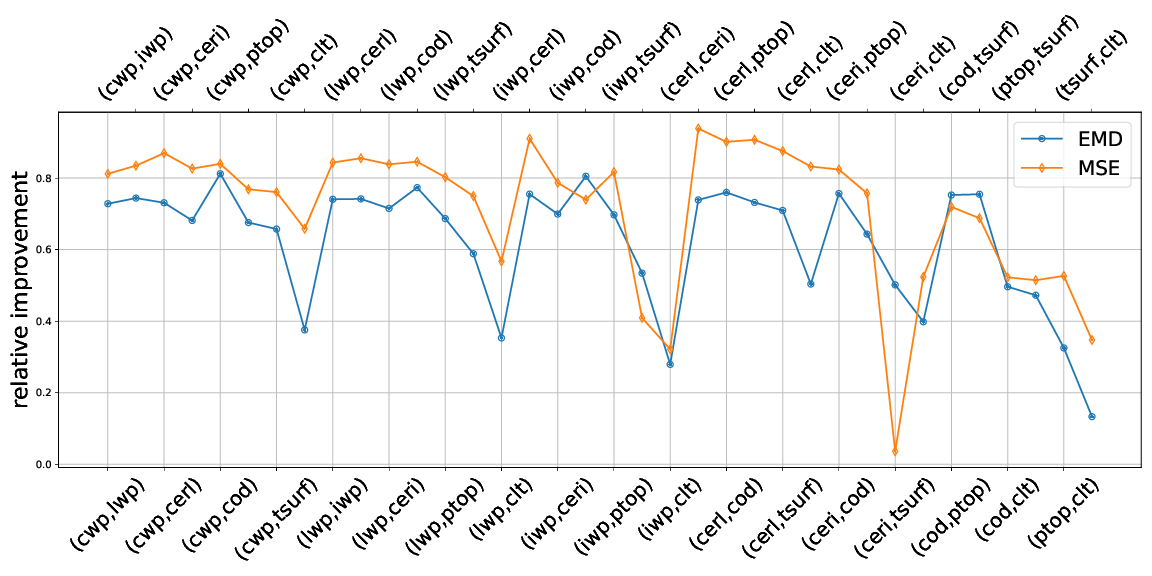 (cwp,iwp)
(cwp,ceri)
(cwp,ptop)
(cwp,clt)
(lwp,cerl)
(lwp,cod)
(lwp,tsurf)
(iwp,cerl)
(iwp,cod)
(iwp,tsurf)
(cerl,ceri)
(cerl,ptop)
(cerl,clt)
(ceri,ptop)
(ceri,clt)
(cod,tsurf)
(ptop,tsurf)
(tsurf,clt)
EMD
MSE
relative improvement
0.8
0.6
0.4
0.2
0.0
(cwp,lwp)
(cwp,cerl)
(cwp,cod)
(cwp,tsurf)
(lwp,iwp)
(lwp,ceri)
(lwp,ptop)
(lwp,clt)
(iwp,ceri)
(iwp,ptop)
(iwp,clt)
(cerl,cod)
(cerl,tsurf)
(ceri,cod)
(ceri,tsurf)
(cod,ptop)
(cod,clt)
(ptop,clt)